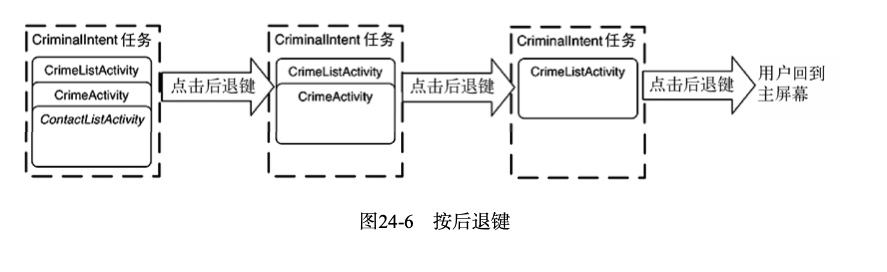 CriminalIntent 任务
CrimeListActivity
CrimeActivity
ContactListActivity
点击后退键
CriminalIntent 任务
CrimeListActivity
CrimeActivity
点击后退键
CriminalIntent 任务
CrimeListActivity
点击后退键
用户回到
主屏幕
图24-6 按后退键